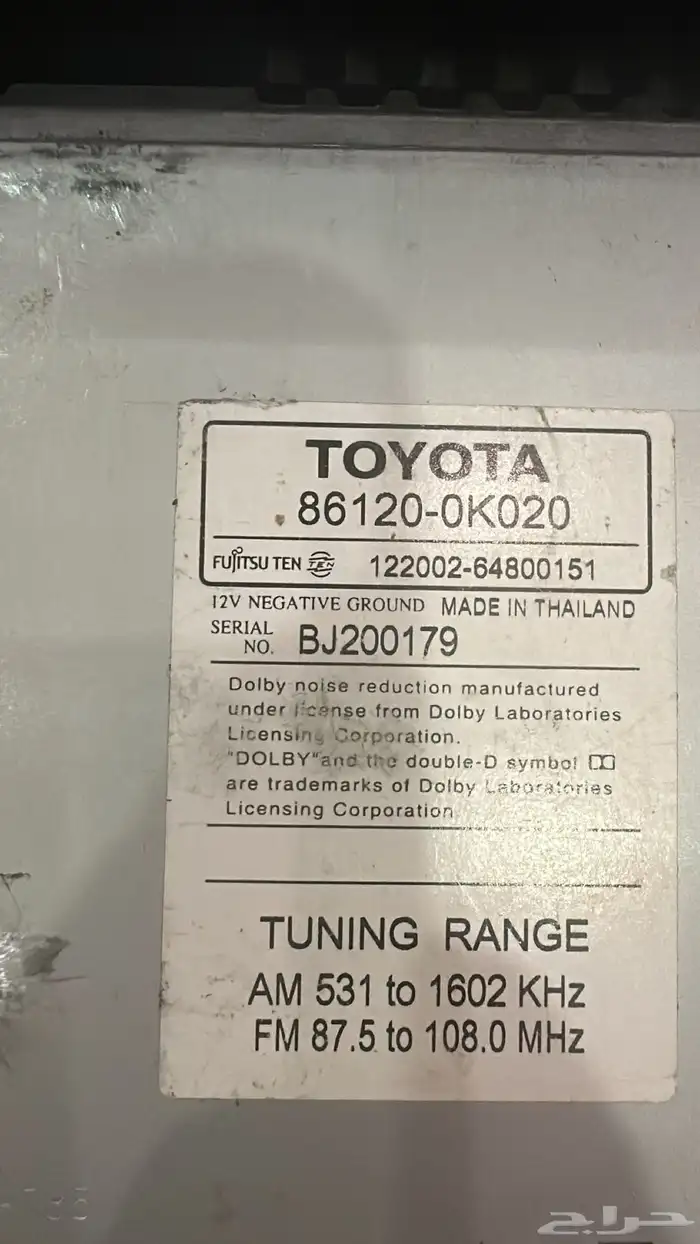 TOYOTA
86120-0K020
FUJITSU TEN TEN 122002-64800151
12V NEGATIVE GROUND MADE IN THAILAND
SERIAL NO. BJ200179
Dolby noise reduction manufactured
under license from Dolby Laboratories
Licensing Corporation.
"DOLBY"and the double-D symbol
are trademarks of Dolby Laboratories
Licensing Corporation
TUNING RANGE
AM 531 to 1602 KHz
FM 87.5 to 108.0 MHz
حراج